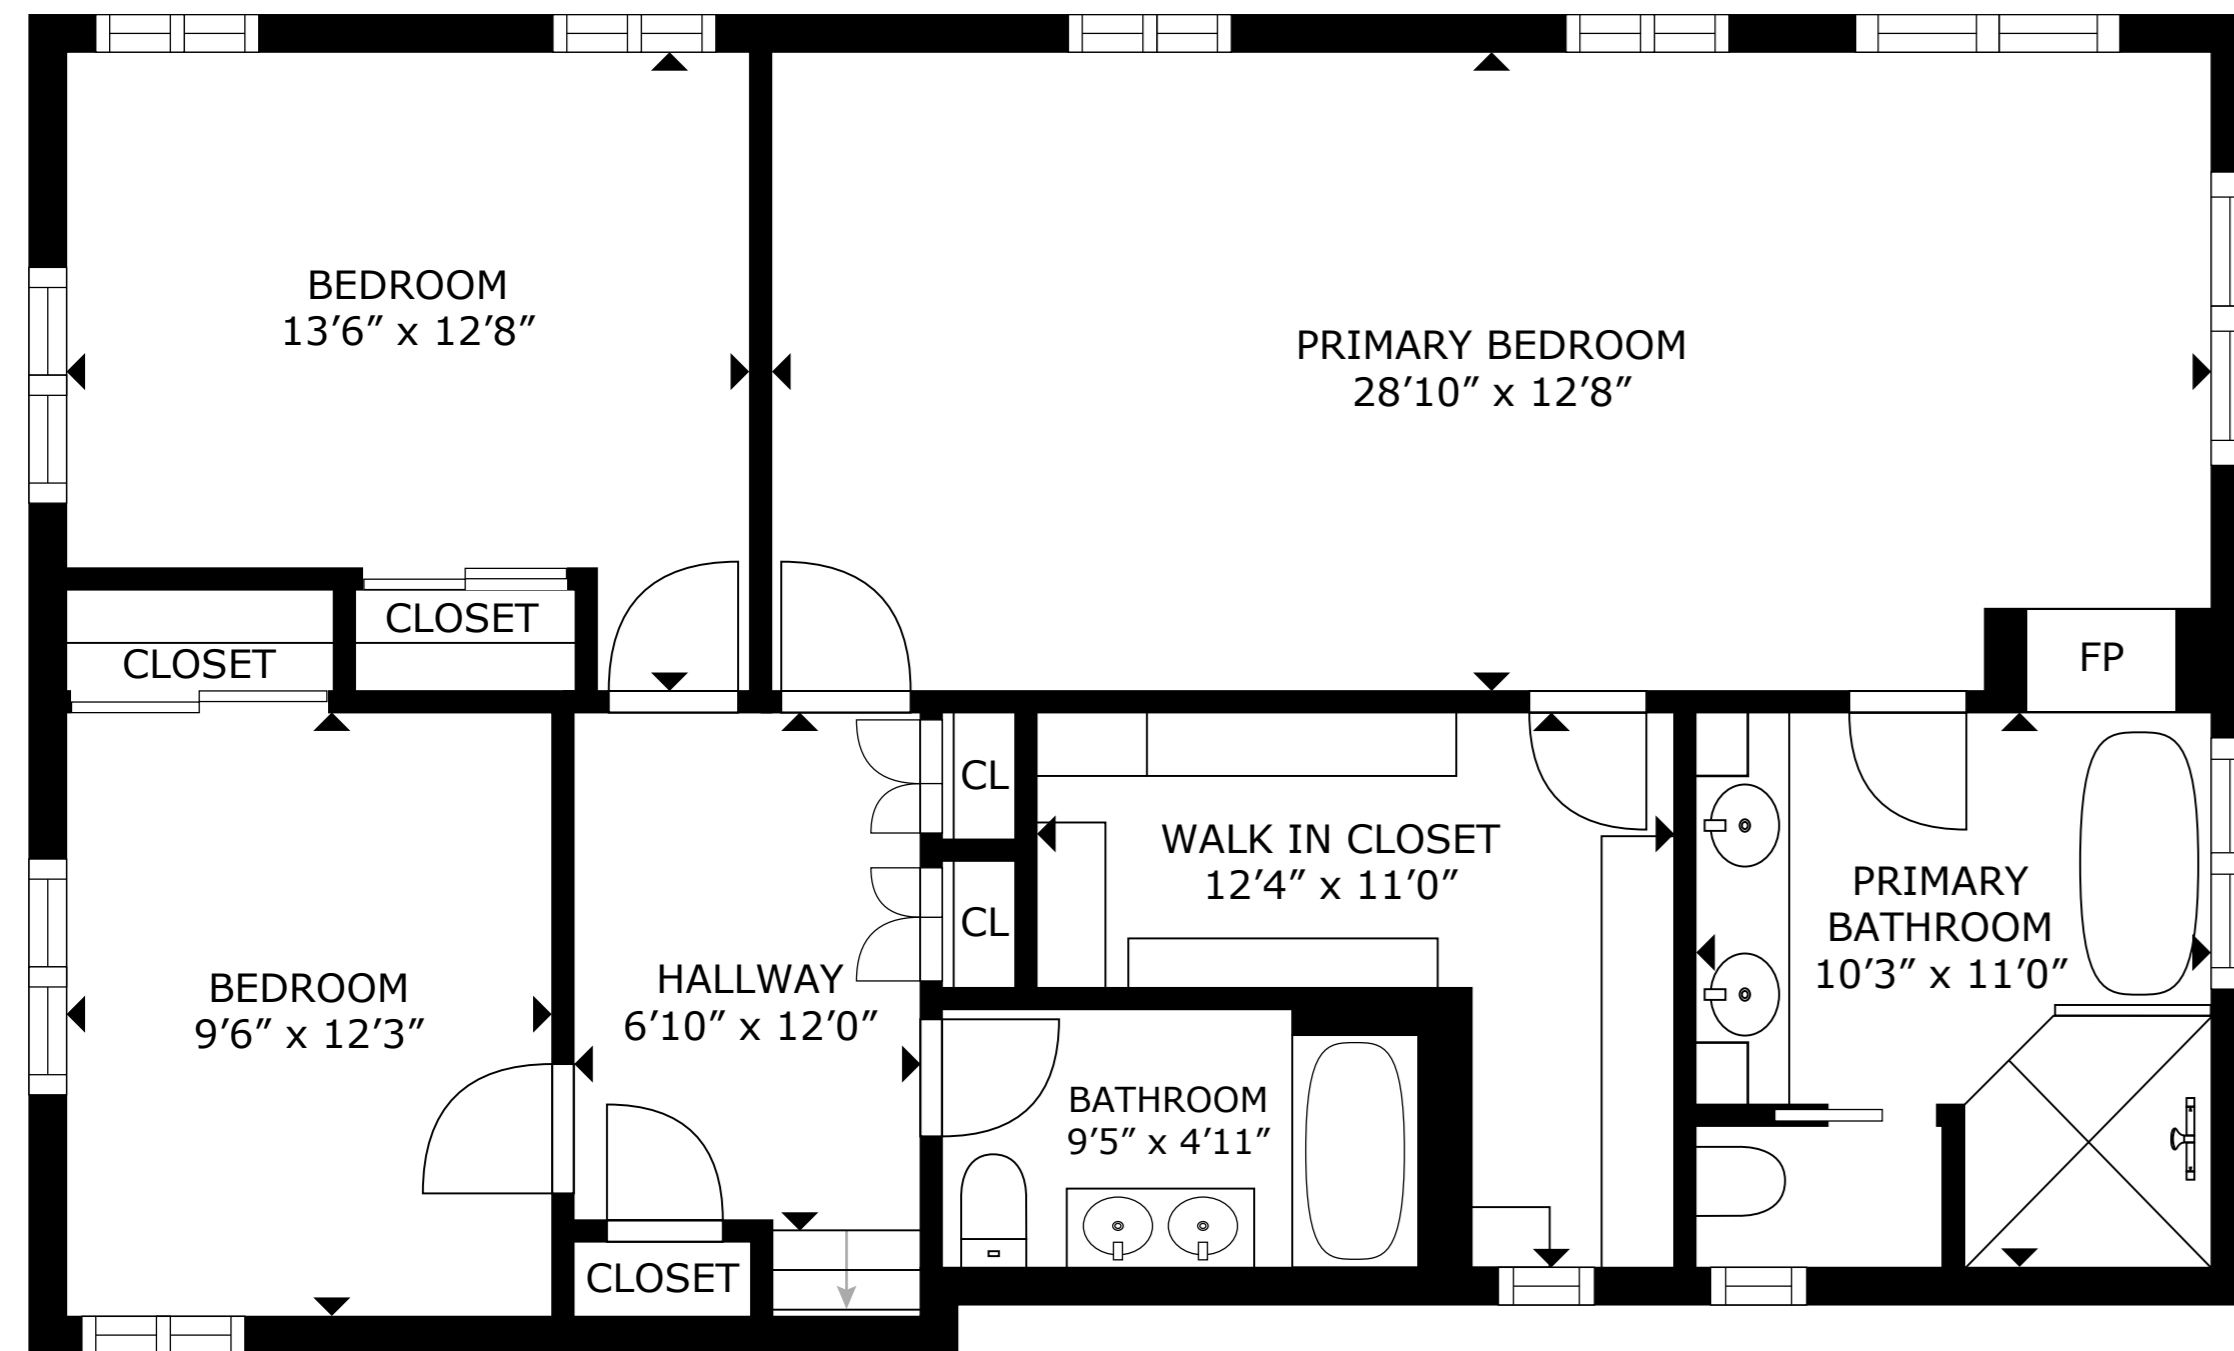 BEDROOM
13′6″ x 12′8″
PRIMARY BEDROOM
28′10″ x 12′8″
CLOSET
CLOSET
FP
CL
WALK IN CLOSET
12′4″ x 11′0″
PRIMARY
BATHROOM
10′3″ x 11′0″
CL
BEDROOM
9′6″ x 12′3″
HALLWAY
6′10″ x 12′0″
BATHROOM
9′5″ x 4′11″
CLOSET